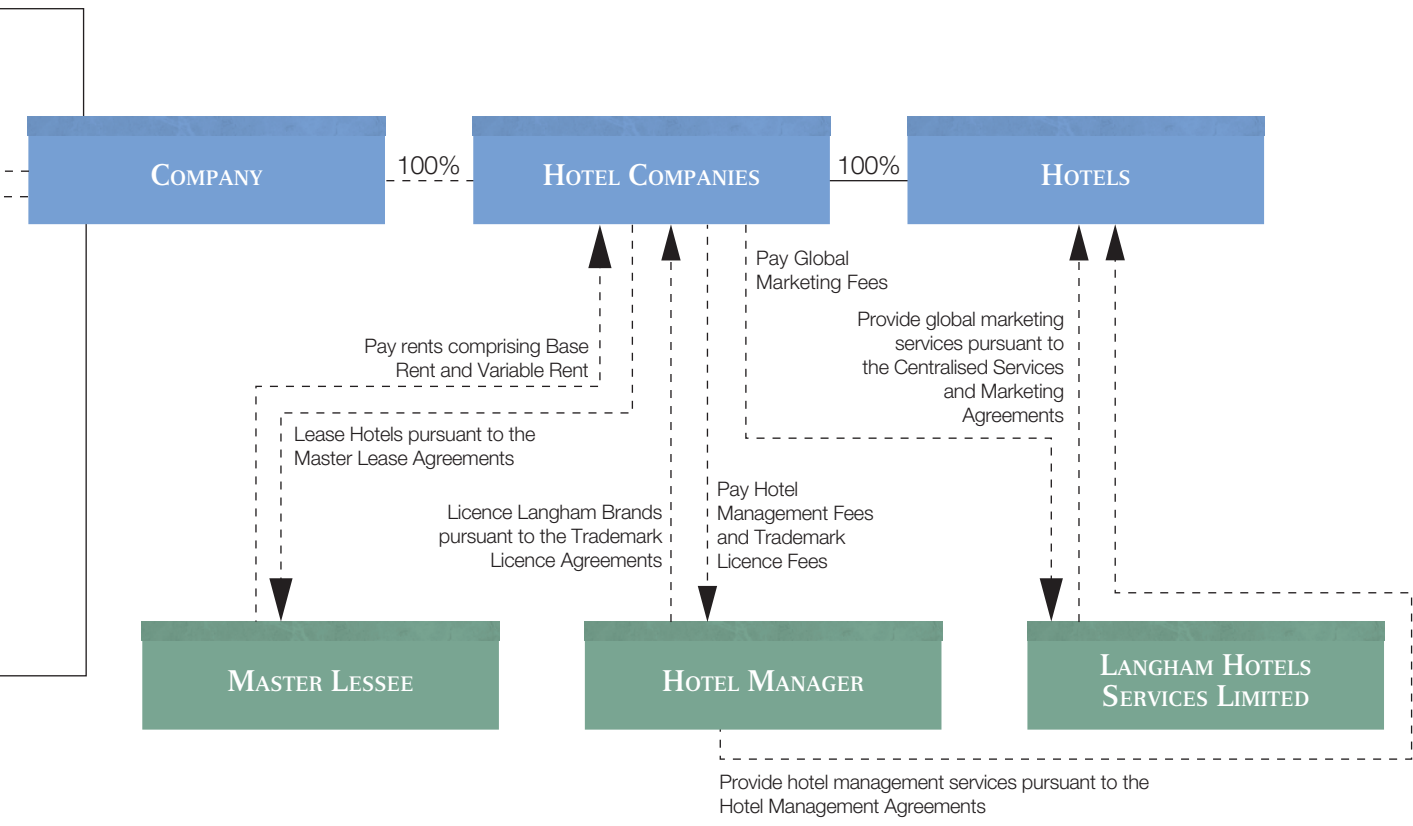 COMPANY
100%
HOTEL COMPANIES
100%
HOTELS
Pay Global
Marketing Fees
Provide global marketing
services pursuant to
the Centralised Services
and Marketing
Agreements
Pay rents comprising Base
Rent and Variable Rent
Lease Hotels pursuant to the
Master Lease Agreements
Licence Langham Brands
pursuant to the Trademark
Licence Agreements
Pay Hotel
Management Fees
and Trademark
Licence Fees
MASTER LESSEE
HOTEL MANAGER
LANGHAM HOTELS
SERVICES LIMITED
Provide hotel management services pursuant to the
Hotel Management Agreements